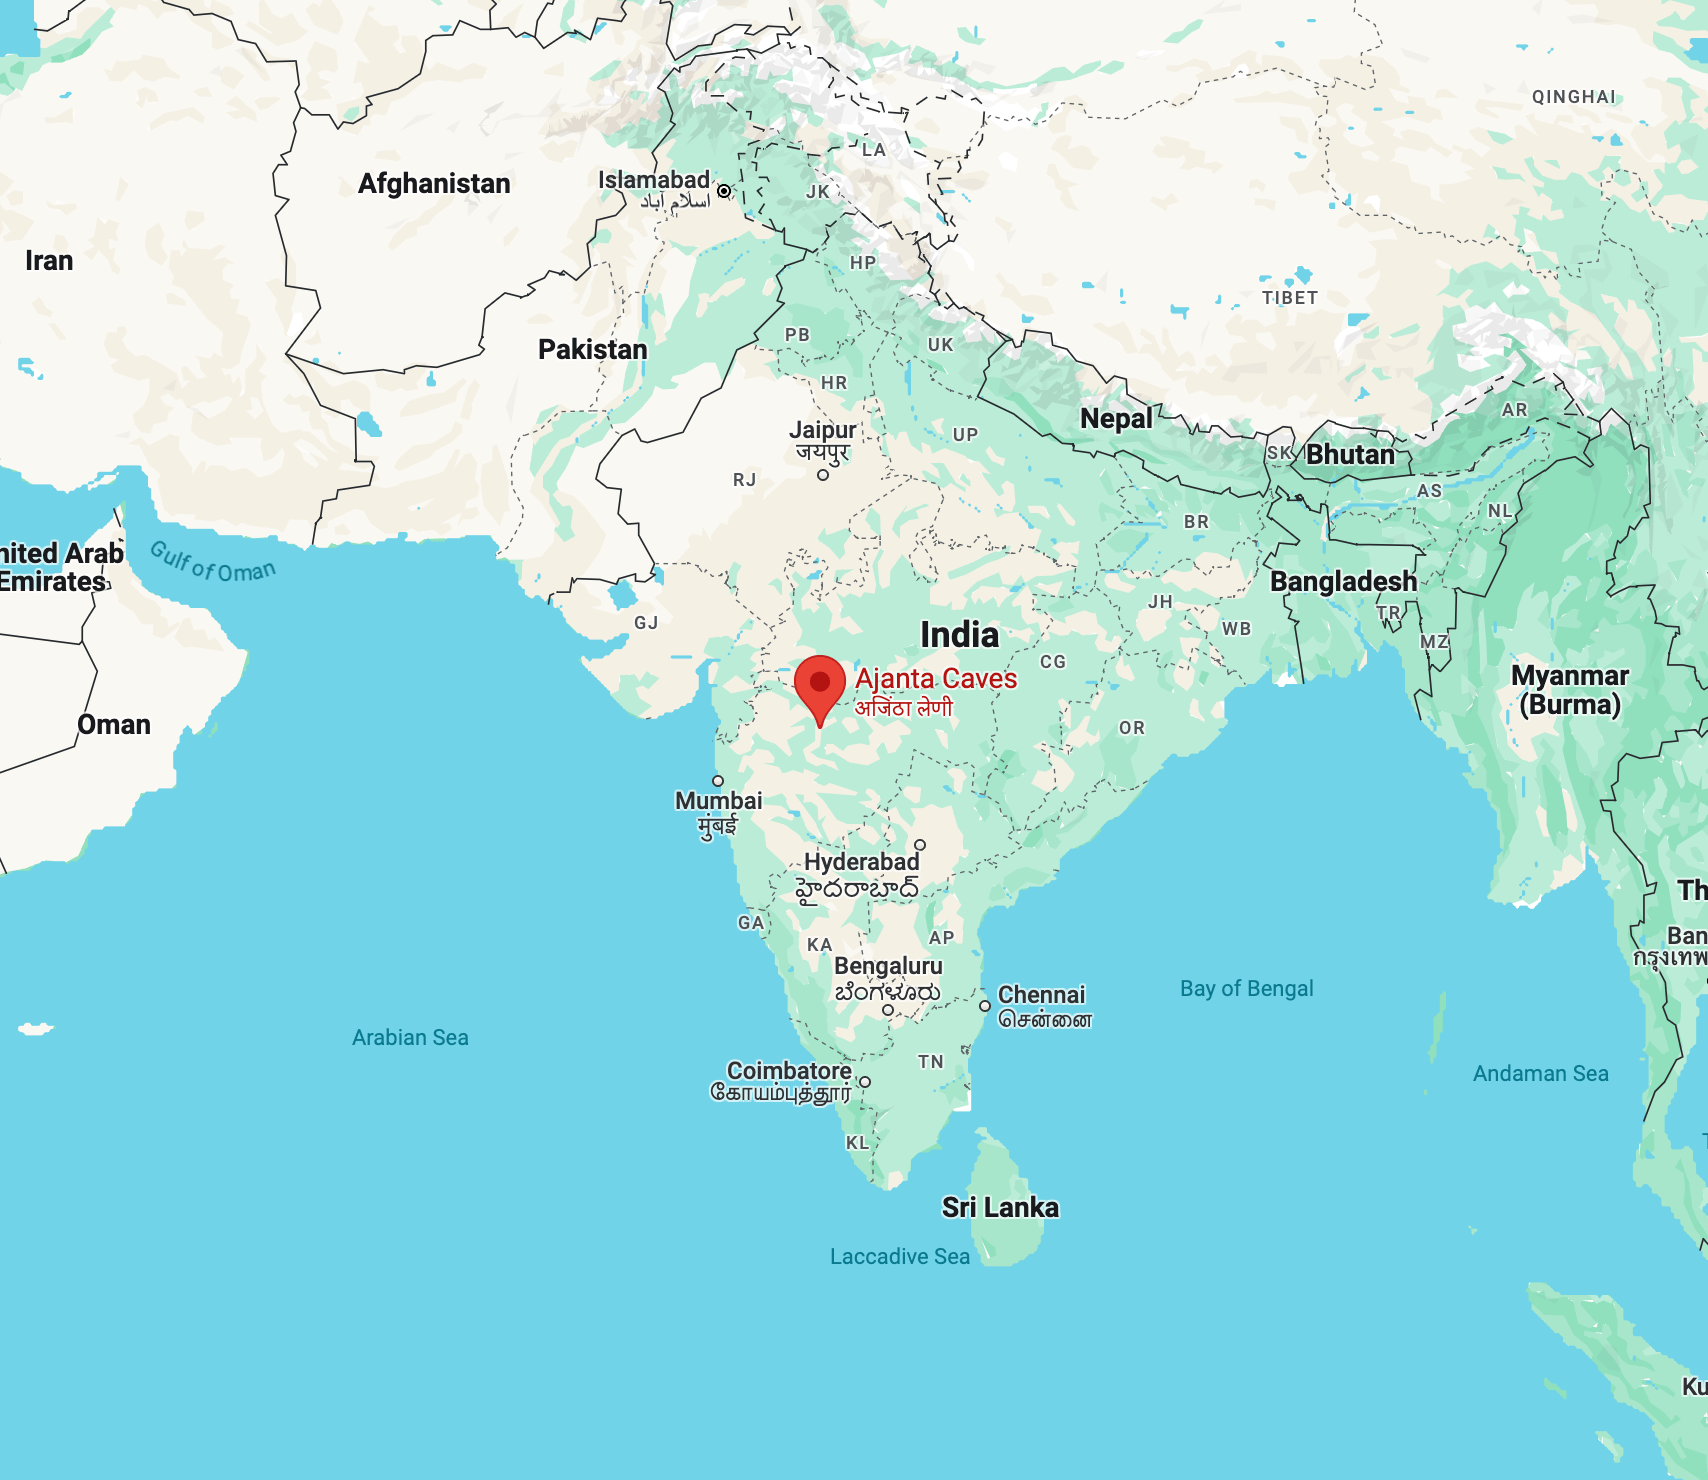 QINGHAI
LA
Islamabad
اسلام آباد
Afghanistan
JK
Iran
HP
TIBET
Pakistan
PB
UK
HR
Nepal
AR
Jaipur
जयपुर
UP
SK
Bhutan
RJ
AS
NL
BR
United Arab
Emirates
Gulf of Oman
Bangladesh
JH
TR
GJ
WB
India
MZ
CG
Ajanta Caves
अजिंठा लेणी
Myanmar
(Burma)
Oman
OR
Mumbai
मुंबई
Hyderabad
హైదరాబాద్
Th
GA
KA
AP
Ban
กรุงเทพ
Bengaluru
ಬೆಂಗಳೂರು
Chennai
சென்னை
Bay of Bengal
Arabian Sea
TN
Coimbatore
கோயம்புத்தூர்
Andaman Sea
KL
T
Sri Lanka
Laccadive Sea
Ku